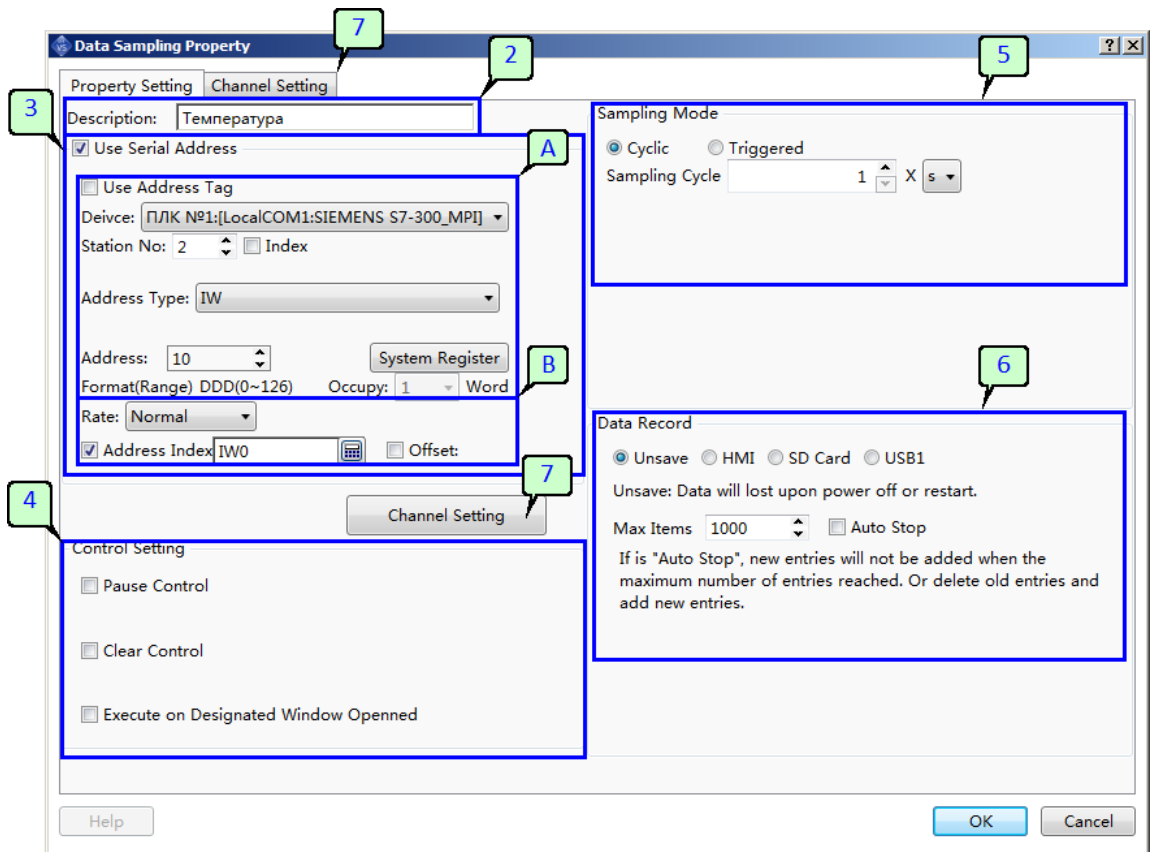 7
2
5
Data Sampling Property
Property Setting Channel Setting
3
Description: Температура
Sampling Mode
Use Serial Address
A
Cyclic Triggered
Use Address Tag
Sampling Cycle 1 X s
Deivce: ПЛК №1:[LocalCOM1:SIEMENS S7-300_MPI]
Station No: 2 Index
Address Type: IW
Address: 10 System Register
B
6
Format(Range) DDD(0~126) Occupy: 1 Word
Rate: Normal
Data Record
Address Index IW0 Offset:
Unsave HMI SD Card USB1
7
4
Unsave: Data will lost upon power off or restart.
Channel Setting
Max Items 1000 Auto Stop
Control Setting
If is "Auto Stop", new entries will not be added when the
maximum number of entries reached. Or delete old entries and
add new entries.
Pause Control
Clear Control
Execute on Designated Window Openned
Help OK Cancel